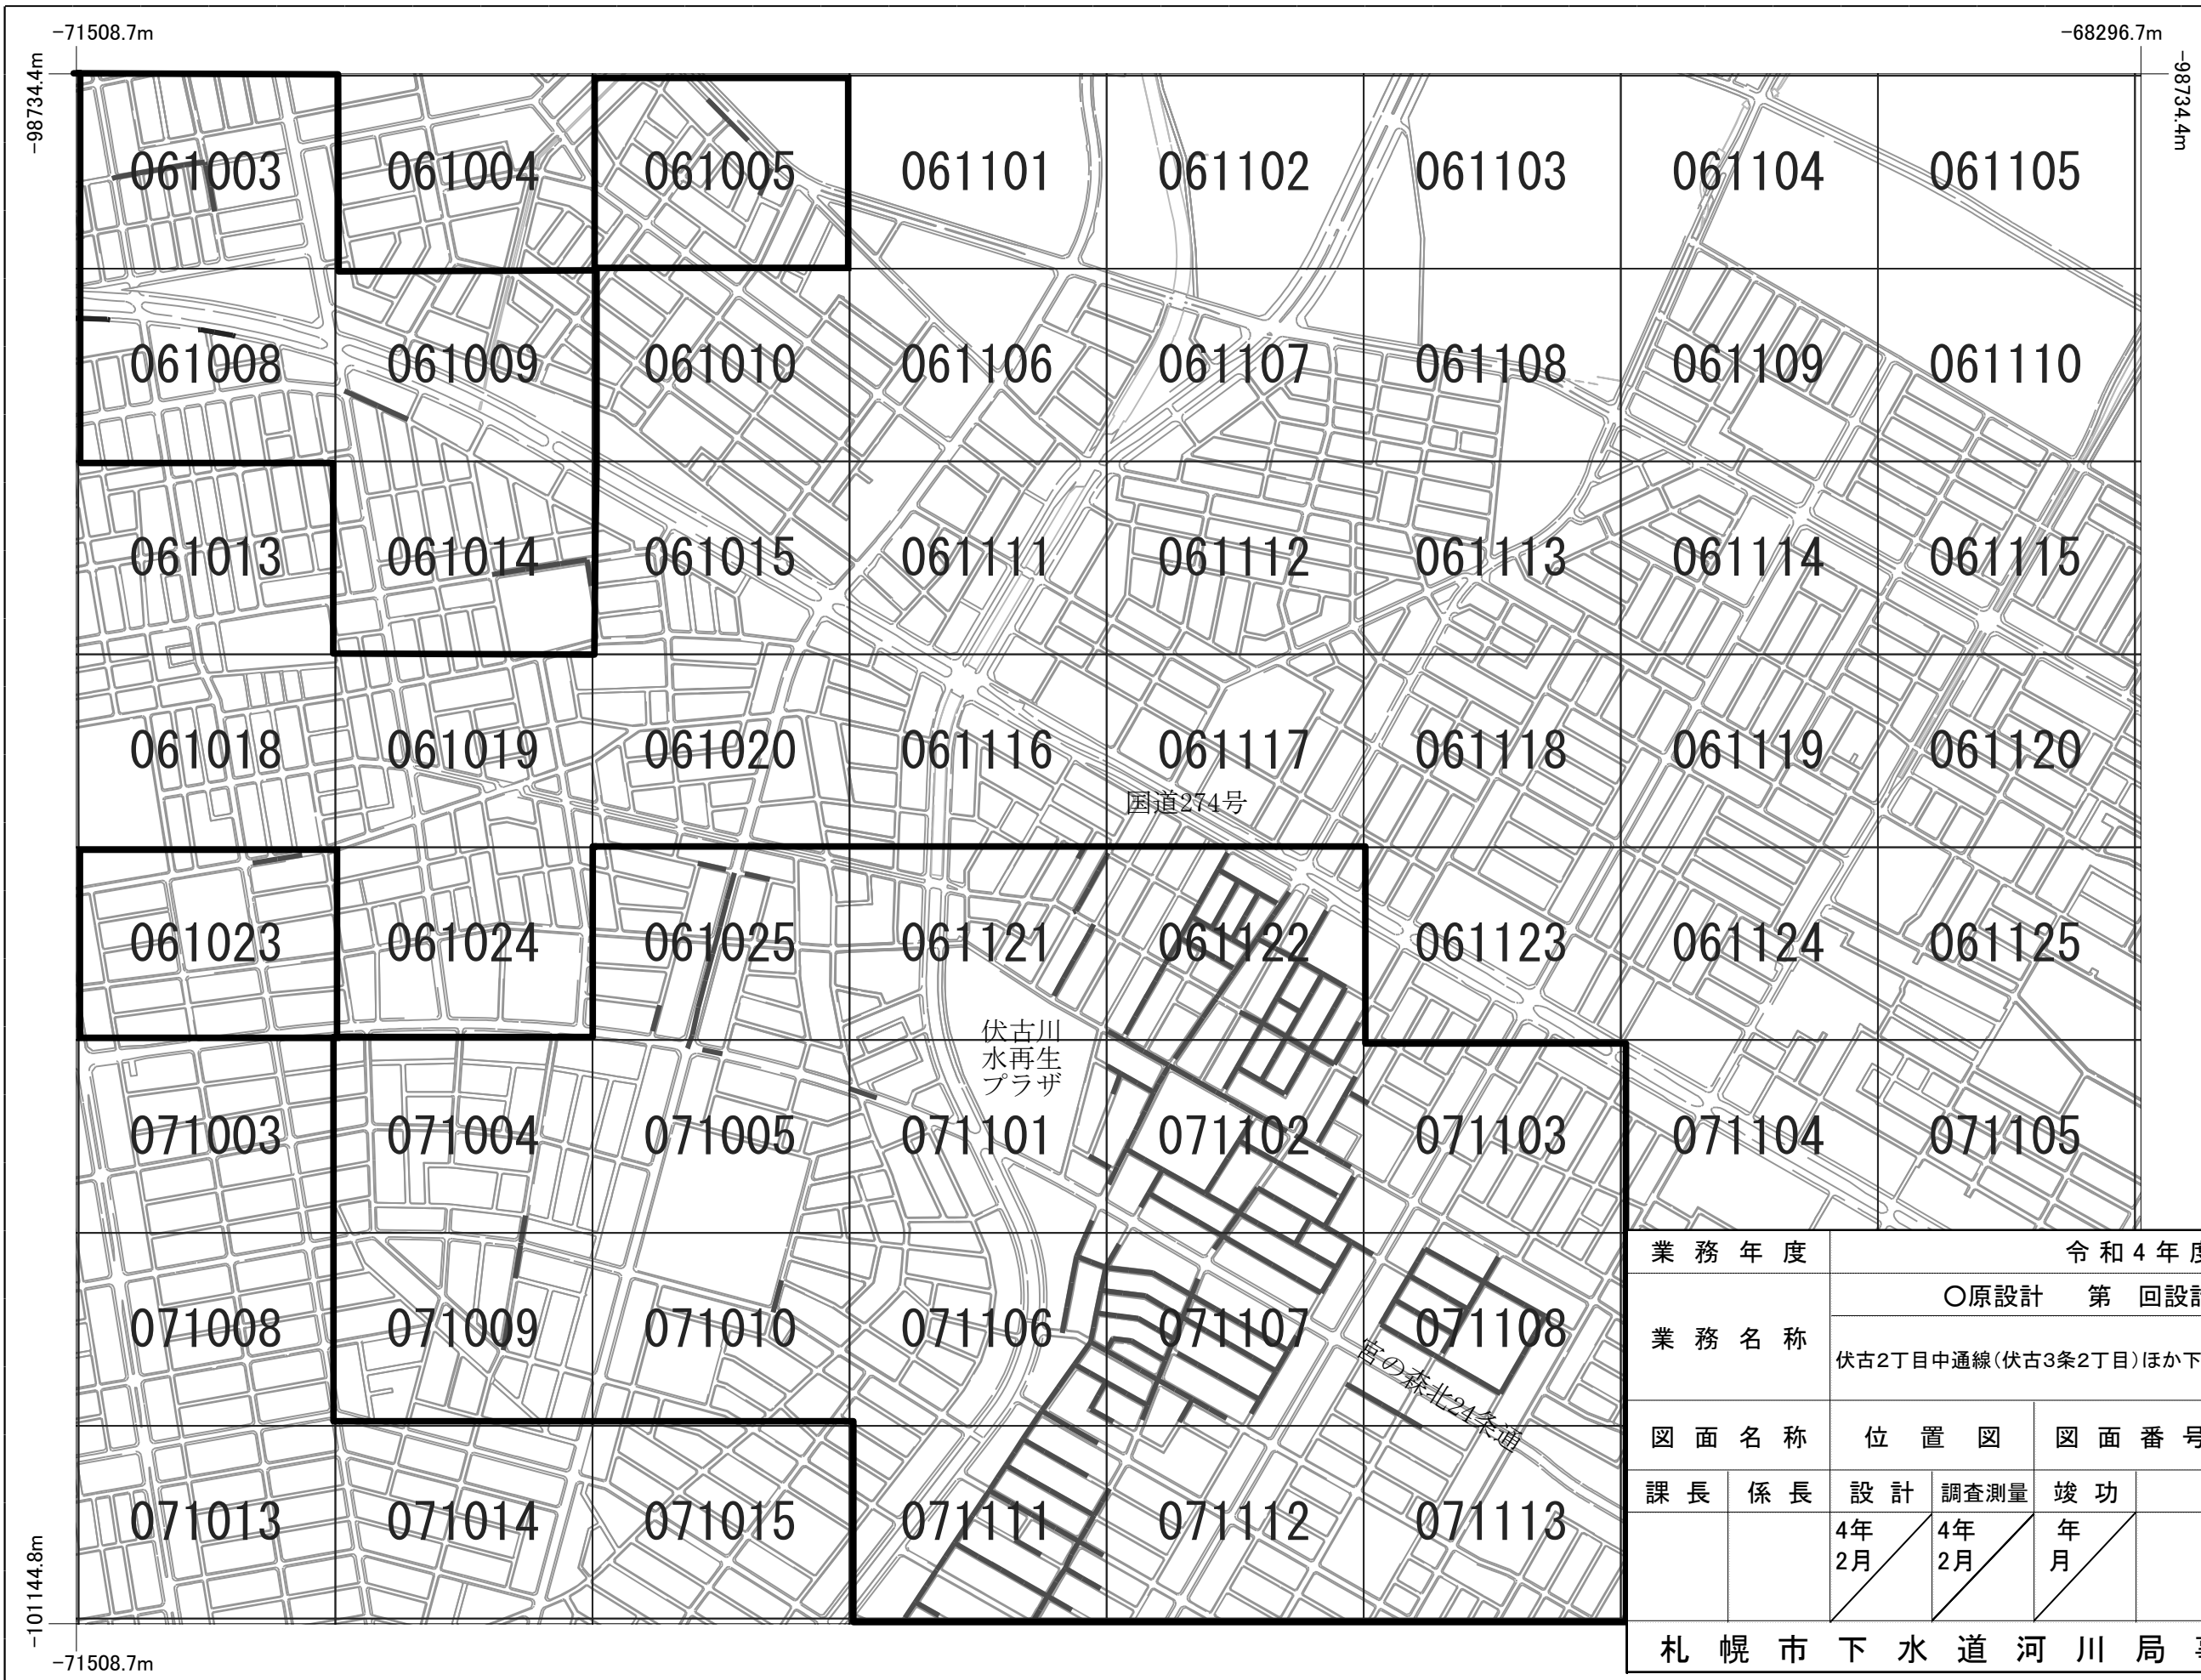 -71508.7m
-68296.7m
-98734.4m
-98734.4m
061003 061004 061005 061101 061102 061103 061104 061105
061008 061009 061010 061106 061107 061108 061109 061110
061013 061014 061015 061111 061112 061113 061114 061115
061018 061019 061020 061116 061117 061118 061119 061120
国道274号
061023 061024 061025 061121 061122 061123 061124 061125
伏古川
水再生
プラザ
071003 071004 071005 071101 071102 071103 071104 071105
071008 071009 071010 071106 071107 071108
宮の森北24条通
071013 071014 071015 071111 071112 071113
-101144.8m
-71508.7m
業務年度 令和4年度
〇原設計 第 回設計
業務名称
伏古2丁目中通線(伏古3条2丁目)ほか下
図面名称 位置図 図面番号
課長 係長 設計 調査測量 竣功
4年 4年 年
2月 2月 月
札幌市下水道河川局事